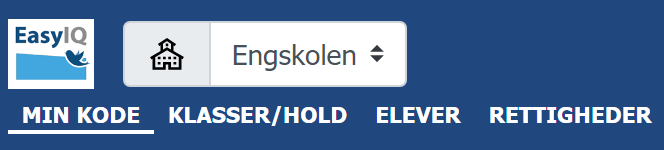 EasyIQ
Engskolen
MIN KODE KLASSER/HOLD ELEVER RETTIGHEDER